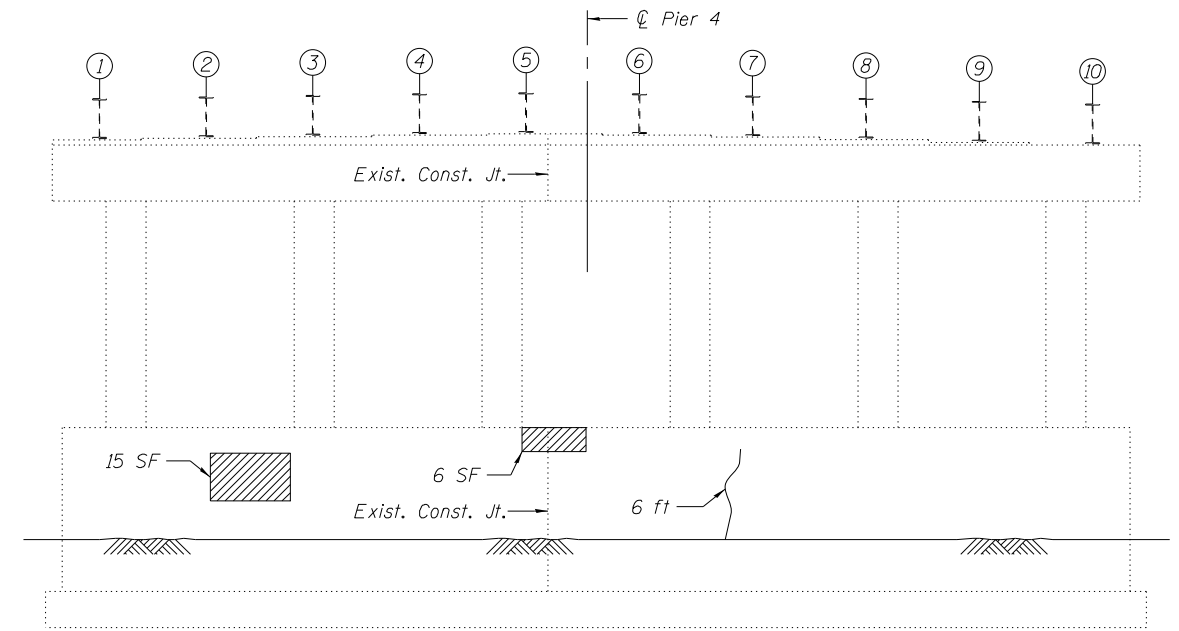 ℄ Pier 4
1 2 3 4 5 6 7 8 9 10
Exist. Const. Jt.
15 SF
6 SF
Exist. Const. Jt.
6 ft